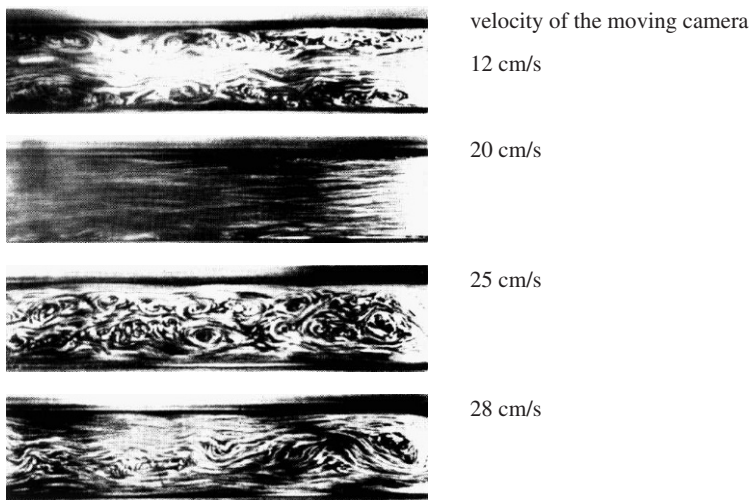 velocity of the moving camera
12 cm/s
20 cm/s
25 cm/s
28 cm/s